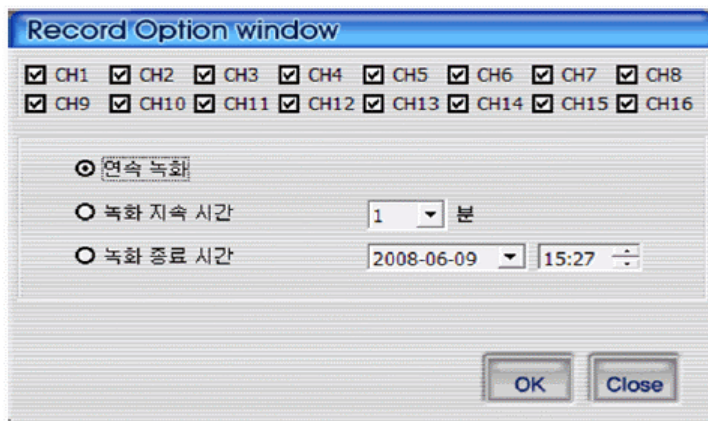 Record Option window
CH1 CH2 CH3 CH4 CH5 CH6 CH7 CH8
CH9 CH10 CH11 CH12 CH13 CH14 CH15 CH16
연속 녹화
녹화 지속 시간 1 분
녹화 종료 시간 2008-06-09 15:27
OK Close